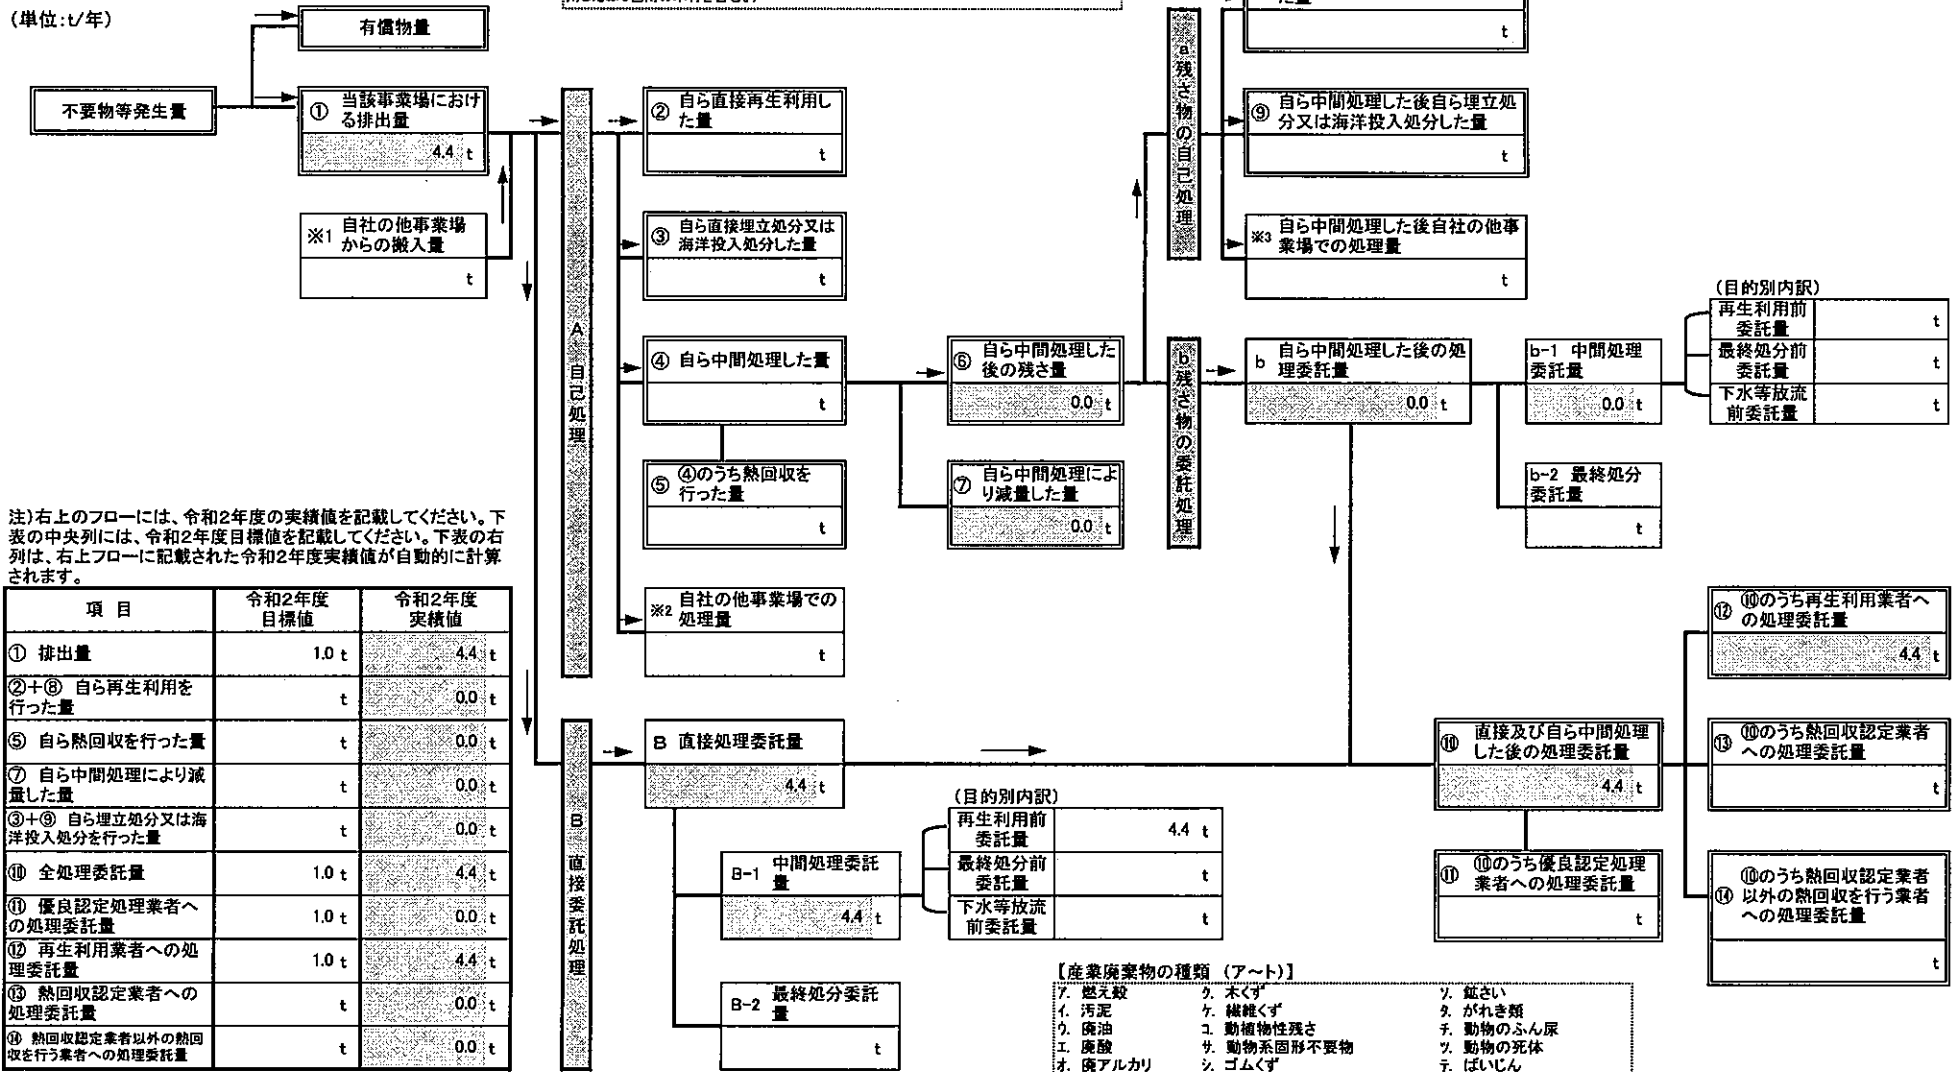 (単位:t/年)
有償物量
不要物等発生量
① 当該事業場におけ
る排出量
4.4 t
※1 自社の他事業場
からの搬入量
t
A 自己処理
② 自ら直接再生利用し
た量
t
③ 自ら直接埋立処分又は
海洋投入処分した量
t
④ 自ら中間処理した量
t
⑤ ④のうち熱回収を
行った量
t
※2 自社の他事業場での
処理量
t
⑥ 自ら中間処理した
後の残さ量
0.0 t
⑦ 自ら中間処理によ
り減量した量
0.0 t
a 残さ物の自己処理
た量
t
⑨ 自ら中間処理した後自ら埋立処
分又は海洋投入処分した量
t
※3 自ら中間処理した後自社の他事
業場での処理量
t
b 残さ物の委託処理
b 自ら中間処理した後の処
理委託量
0.0 t
b-1 中間処理
委託量
0.0 t
(目的別内訳)
再生利用前
委託量 t
最終処分前
委託量 t
下水等放流
前委託量 t
b-2 最終処分
委託量
t
注)右上のフローには、令和2年度の実績値を記載してください。下
表の中央列には、令和2年度目標値を記載してください。下表の右
列は、右上フローに記載された令和2年度実績値が自動的に計算
されます。
項 目 令和2年度
目標値 令和2年度
実績値
① 排出量 1.0 t 4.4 t
②+⑧ 自ら再生利用を
行った量 t 0.0 t
⑤ 自ら熱回収を行った量 t 0.0 t
⑦ 自ら中間処理により減
量した量 t 0.0 t
③+⑨ 自ら埋立処分又は海
洋投入処分を行った量 t 0.0 t
⑩ 全処理委託量 1.0 t 4.4 t
⑪ 優良認定処理業者へ
の処理委託量 1.0 t 0.0 t
⑫ 再生利用業者への処
理委託量 1.0 t 4.4 t
⑬ 熱回収認定業者への
処理委託量 t 0.0 t
⑭ 熱回収認定業者以外の熱回
収を行う業者への処理委託量 t 0.0 t
B 直接委託処理
B 直接処理委託量
4.4 t
B-1 中間処理委託
量
4.4 t
(目的別内訳)
再生利用前
委託量 4.4 t
最終処分前
委託量 t
下水等放流
前委託量 t
B-2 最終処分委託
量
t
⑩ 直接及び自ら中間処理
した後の処理委託量
4.4 t
⑪ ⑩のうち優良認定処理
業者への処理委託量
t
⑫ ⑩のうち再生利用業者へ
の処理委託量
4.4 t
⑬ ⑩のうち熱回収認定業者
への処理委託量
t
⑭ ⑩のうち熱回収認定業者
以外の熱回収を行う業者
への処理委託量
t
【産業廃棄物の種類 (ア~ト)】
ア. 燃え殻 ク. 木くず ソ. 鉱さい
イ. 汚泥 ケ. 繊維くず タ. がれき類
ウ. 廃油 コ. 動植物性残さ チ. 動物のふん尿
エ. 廃酸 サ. 動物系固形不要物 ツ. 動物の死体
オ. 廃アルカリ シ. ゴムくず テ. ばいじん